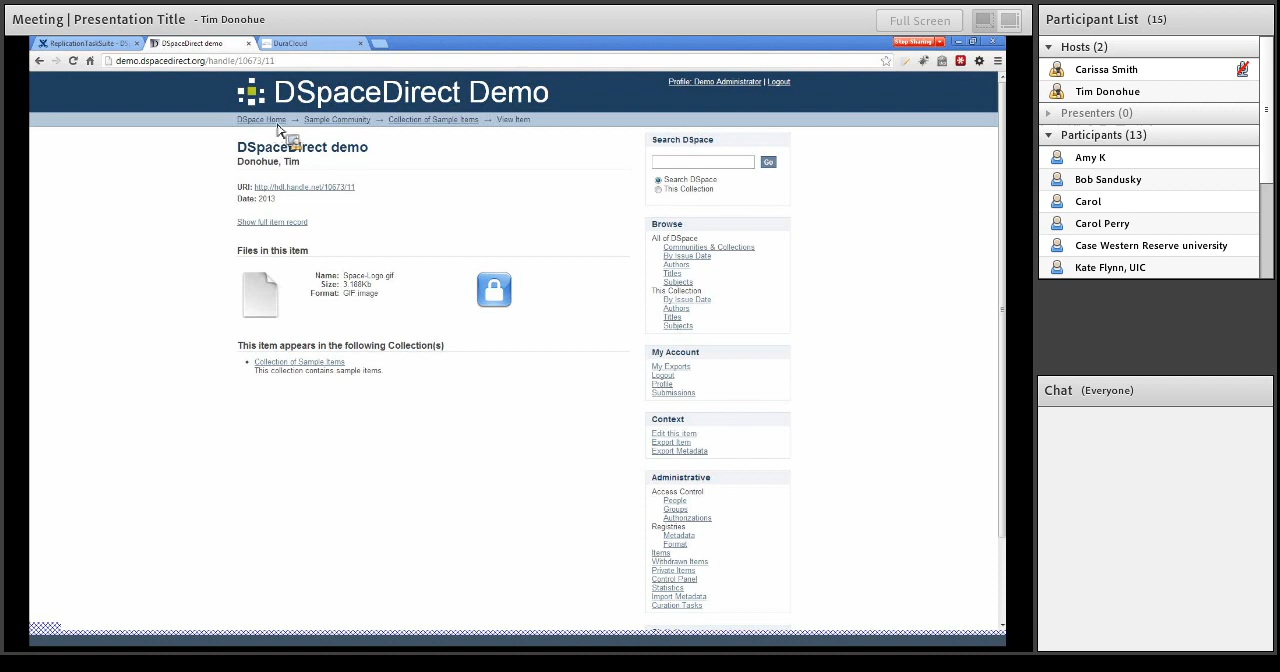 Meeting | Presentation Title - Tim Donohue
Full Screen
ReplicationTaskSuite - DS
DSpaceDirect demo
DuraCloud
Stop Sharing
demo.dspacedirect.org/handle/10673/11
DSpaceDirect Demo
Profile: Demo Administrator | Logout
DSpace Home → Sample Community → Collection of Sample Items → View Item
DSpaceDirect demo
Donohue, Tim
URI: http://hdl.handle.net/10673/11
Date: 2013
Show full item record
Files in this item
Name: Space-Logo.gif
Size: 3.188Kb
Format: GIF image
This item appears in the following Collection(s)
• Collection of Sample Items
This collection contains sample items.
Search DSpace
Go
Search DSpace
This Collection
Browse
All of DSpace
Communities & Collections
By Issue Date
Authors
Titles
Subjects
This Collection
By Issue Date
Authors
Titles
Subjects
My Account
My Exports
Logout
Profile
Submissions
Context
Edit this item
Export Item
Export Metadata
Administrative
Access Control
People
Groups
Authorizations
Registries
Metadata
Format
Items
Withdrawn Items
Private Items
Control Panel
Statistics
Import Metadata
Curation Tasks
Participant List (15)
Hosts (2)
Carissa Smith
Tim Donohue
Presenters (0)
Participants (13)
Amy K
Bob Sandusky
Carol
Carol Perry
Case Western Reserve university
Kate Flynn, UIC
Chat (Everyone)